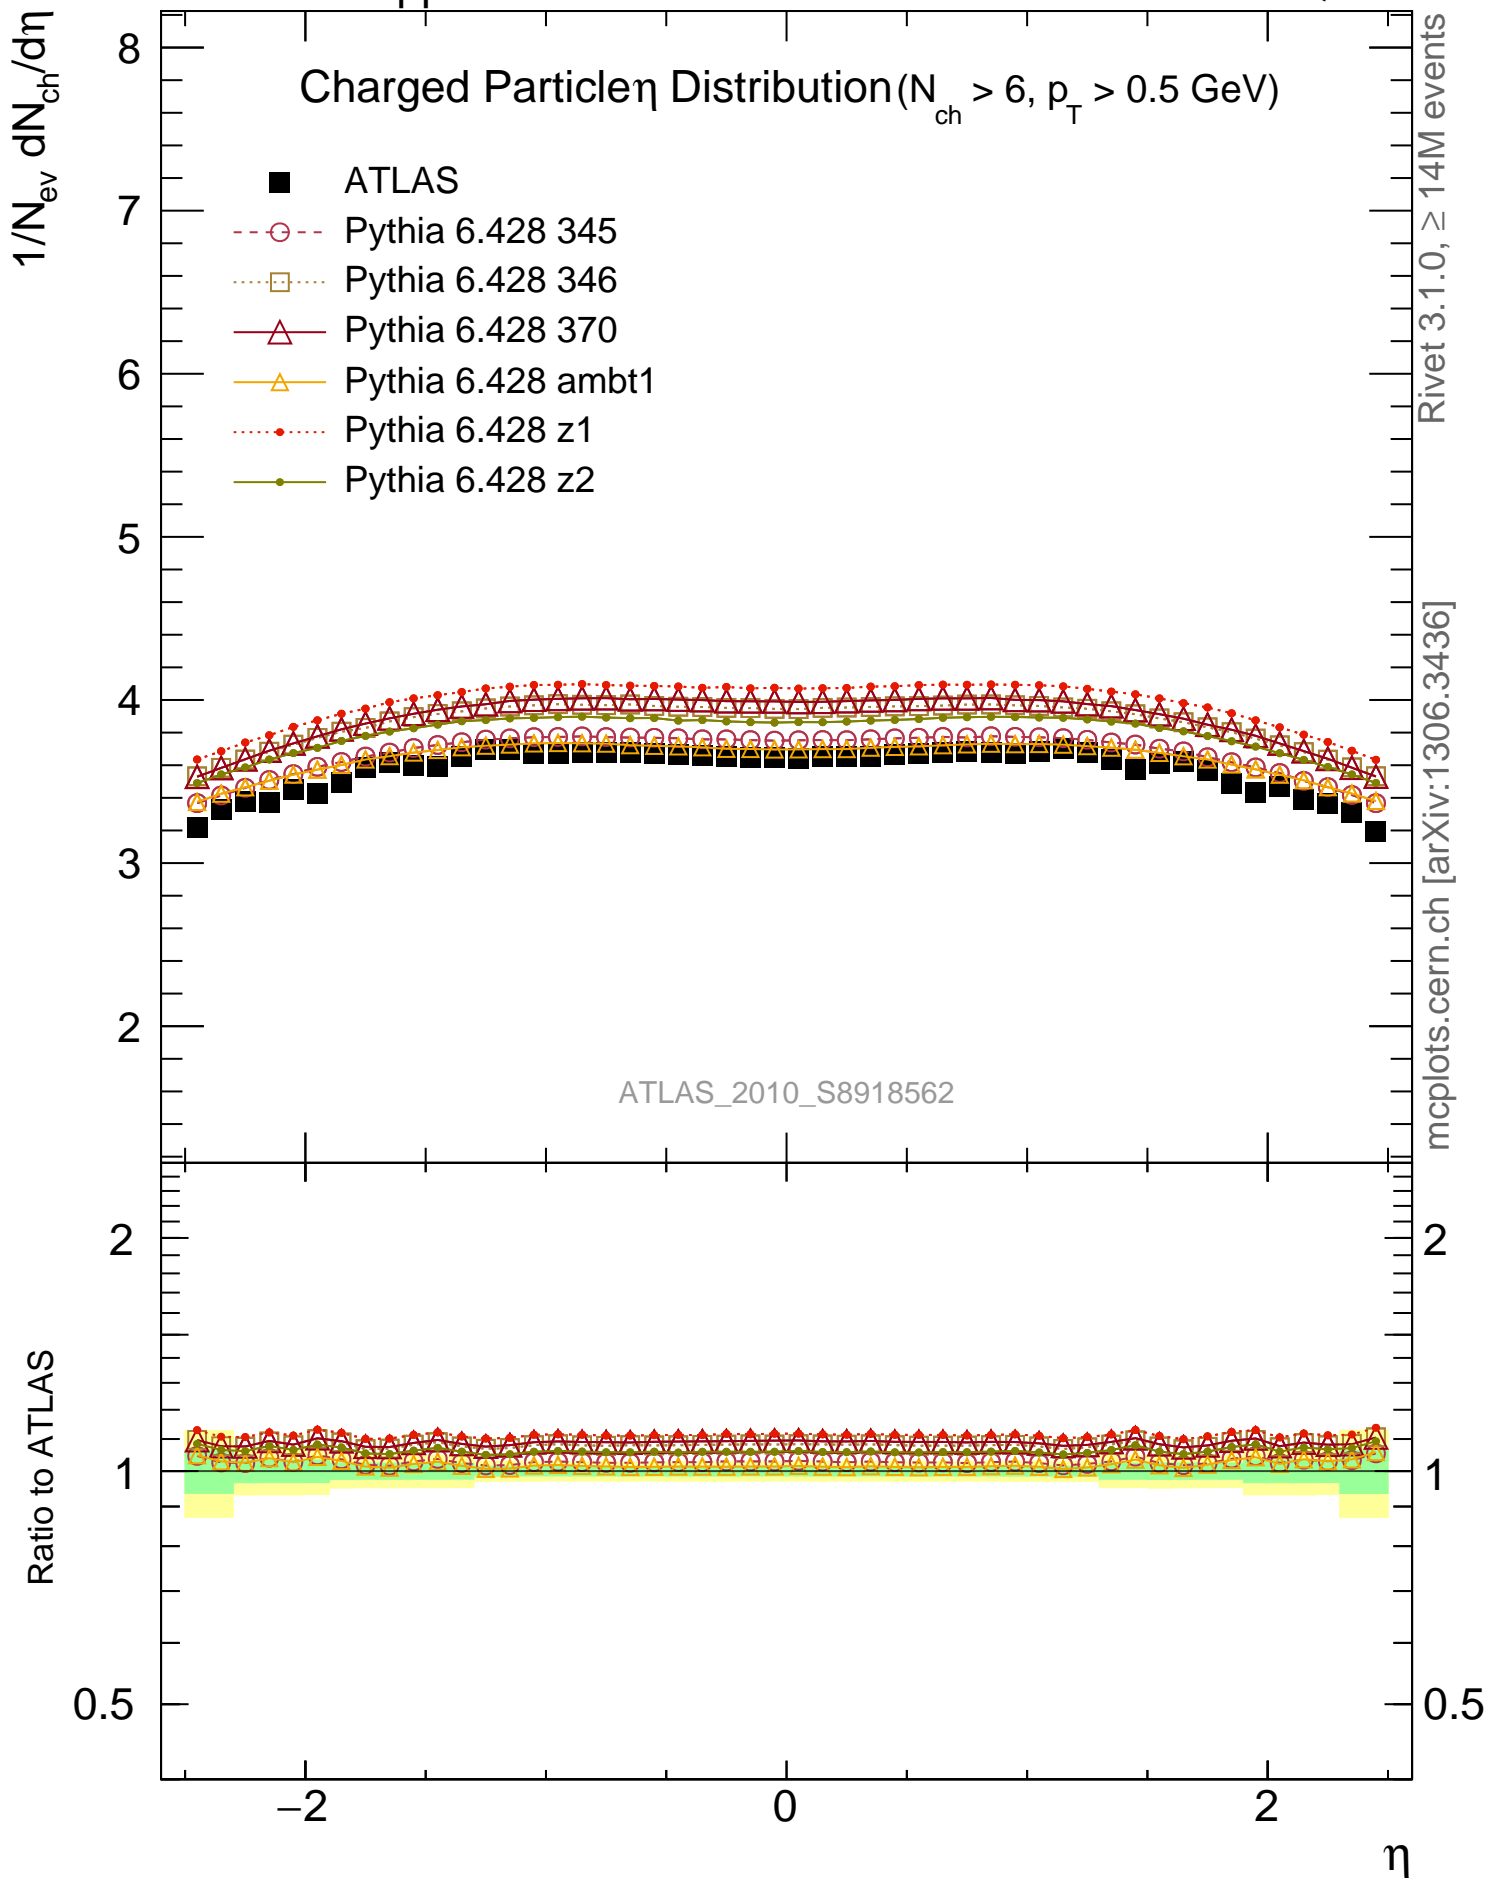 pp
1/N_ev dN_ch/dη
Charged Particleη Distribution(N_ch > 6, p_T > 0.5 GeV)
ATLAS
Pythia 6.428 345
Pythia 6.428 346
Pythia 6.428 370
Pythia 6.428 ambt1
Pythia 6.428 z1
Pythia 6.428 z2
8
7
6
5
4
3
2
ATLAS_2010_S8918562
Rivet 3.1.0, ≥ 14M events
mcplots.cern.ch [arXiv:1306.3436]
Ratio to ATLAS
2
1
0.5
2
1
0.5
−2
0
2
η